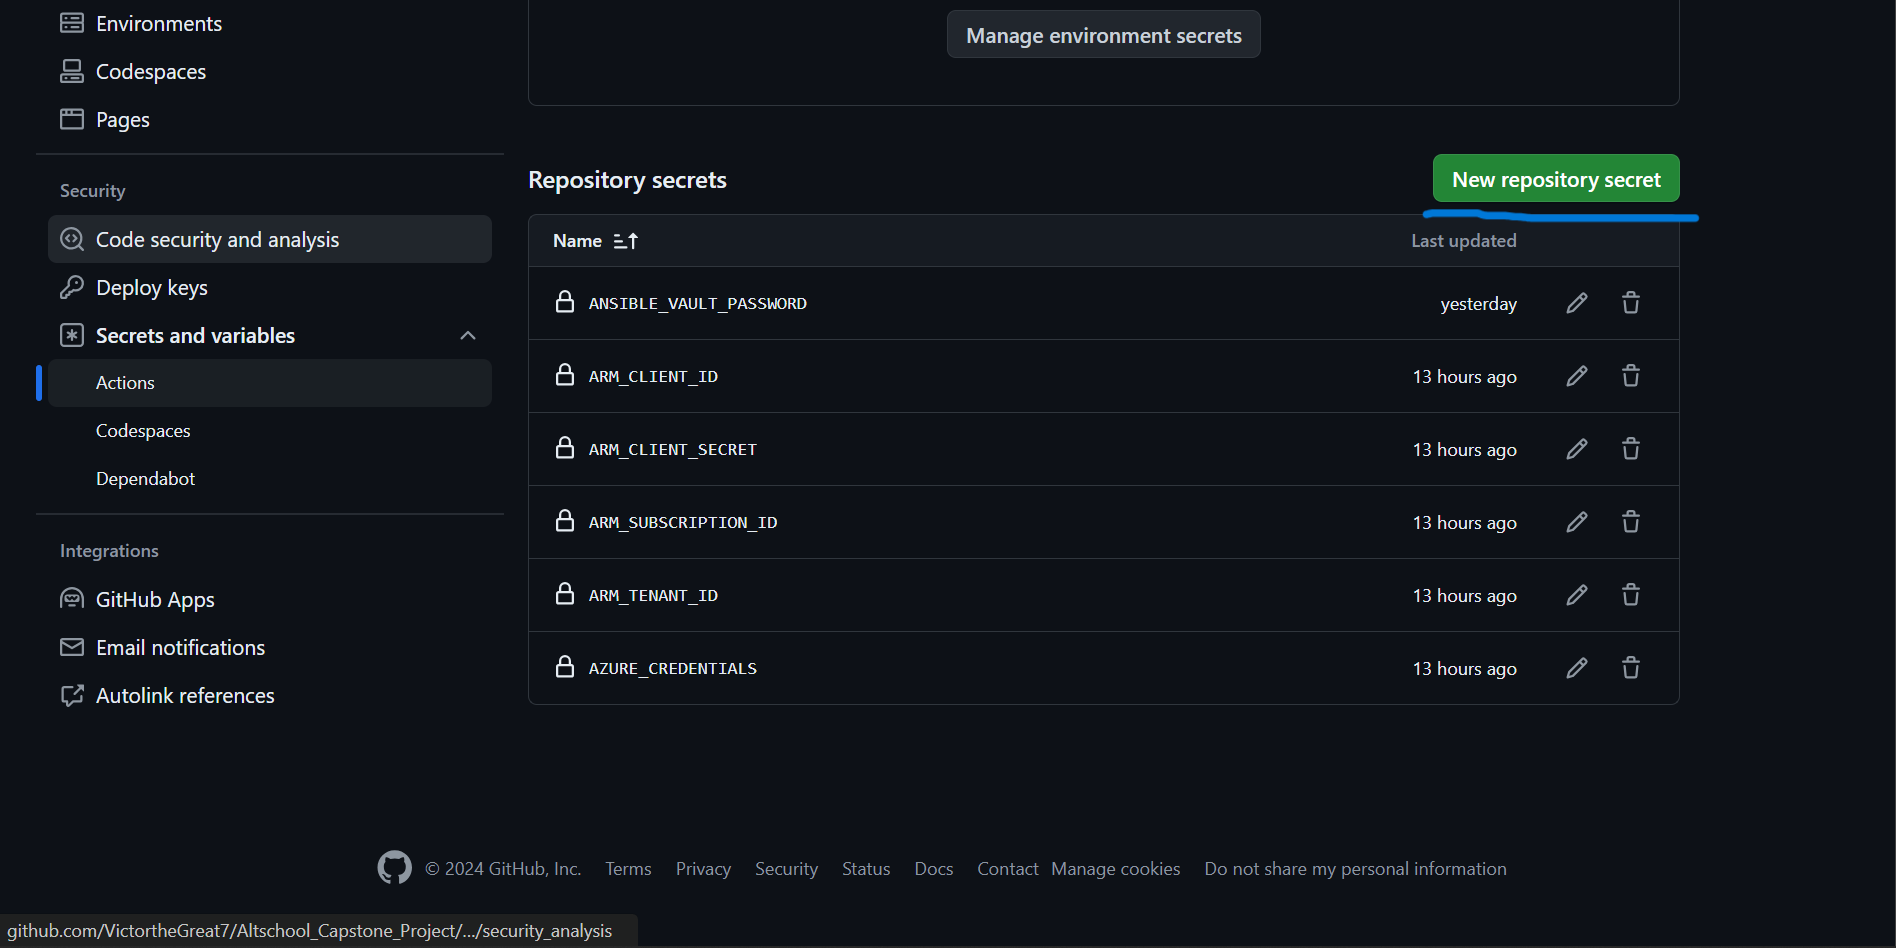 Environments
Codespaces
Pages
Security
Code security and analysis
Deploy keys
Secrets and variables
Actions
Codespaces
Dependabot
Integrations
GitHub Apps
Email notifications
Autolink references
Manage environment secrets
Repository secrets
New repository secret
Name Last updated
ANSIBLE_VAULT_PASSWORD yesterday
ARM_CLIENT_ID 13 hours ago
ARM_CLIENT_SECRET 13 hours ago
ARM_SUBSCRIPTION_ID 13 hours ago
ARM_TENANT_ID 13 hours ago
AZURE_CREDENTIALS 13 hours ago
© 2024 GitHub, Inc. Terms Privacy Security Status Docs Contact Manage cookies Do not share my personal information
github.com/VictortheGreat7/Altschool_Capstone_Project/.../security_analysis